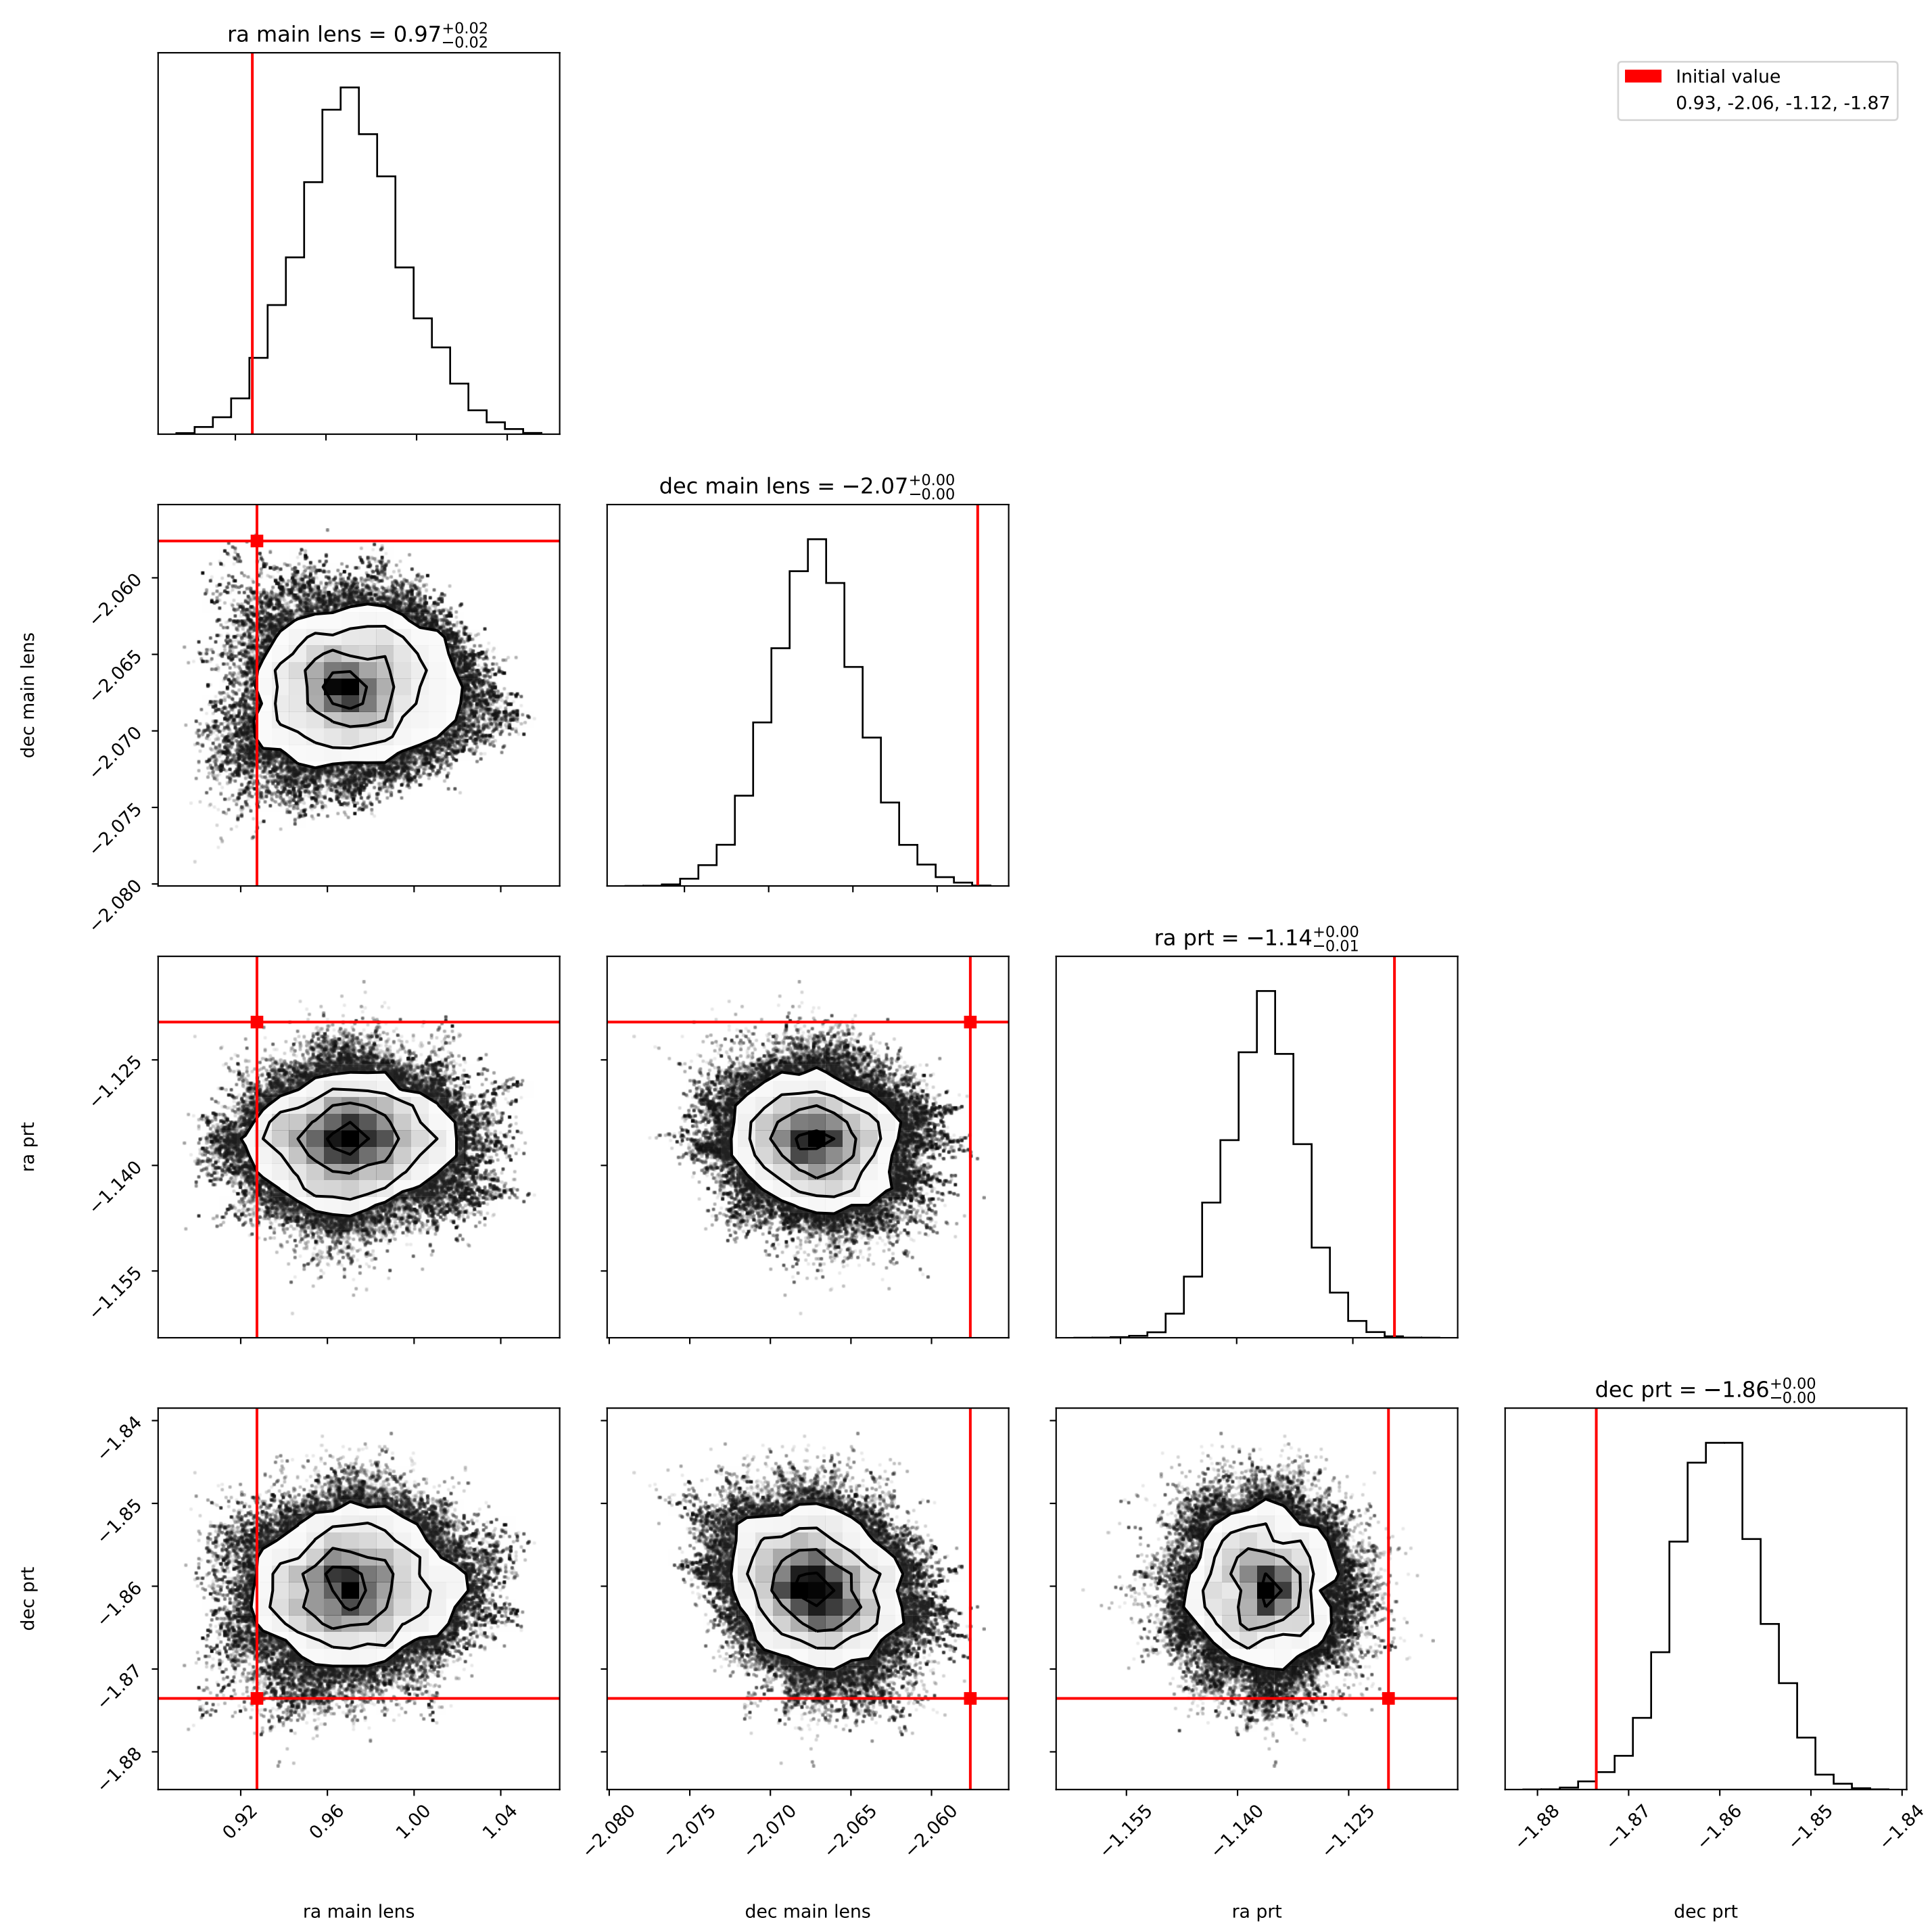 ra main lens = 0.97+0.02 −0.02
Initial value
0.93, -2.06, -1.12, -1.87
dec main lens = −2.07+0.00 −0.00
dec main lens
−2.060
−2.065
−2.070
−2.075
−2.080
ra prt = −1.14+0.00 −0.01
ra prt
−1.125
−1.140
−1.155
dec prt = −1.86+0.00 −0.00
dec prt
−1.84
−1.85
−1.86
−1.87
−1.88
0.92 0.96 1.00 1.04
−2.080 −2.075 −2.070 −2.065 −2.060
−1.155 −1.140 −1.125
−1.88 −1.87 −1.86 −1.85 −1.84
ra main lens dec main lens ra prt dec prt